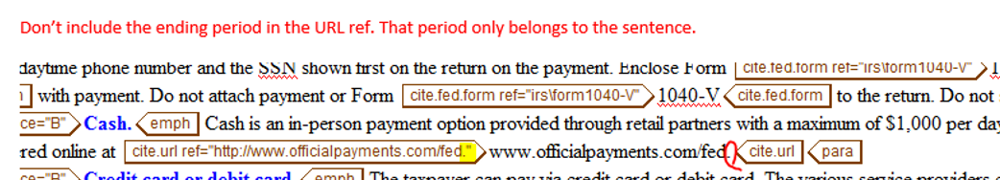 Don't include the ending period in the URL ref. That period only belongs to the sentence.
daytime phone number and the SSN shown first on the return on the payment. Enclose Form cite.fed.form ref="irs\form1040-V" 1
with payment. Do not attach payment or Form cite.fed.form ref="irs\form1040-V" 1040-V cite.fed.form to the return. Do not
ce="B" Cash. emph Cash is an in-person payment option provided through retail partners with a maximum of $1,000 per day
red online at cite.url ref="http://www.officialpayments.com/fed." www.officialpayments.com/fed. cite.url para
ce="B" Credit card or debit card. emph The taxpayer can pay via credit card or debit card. The various service providers